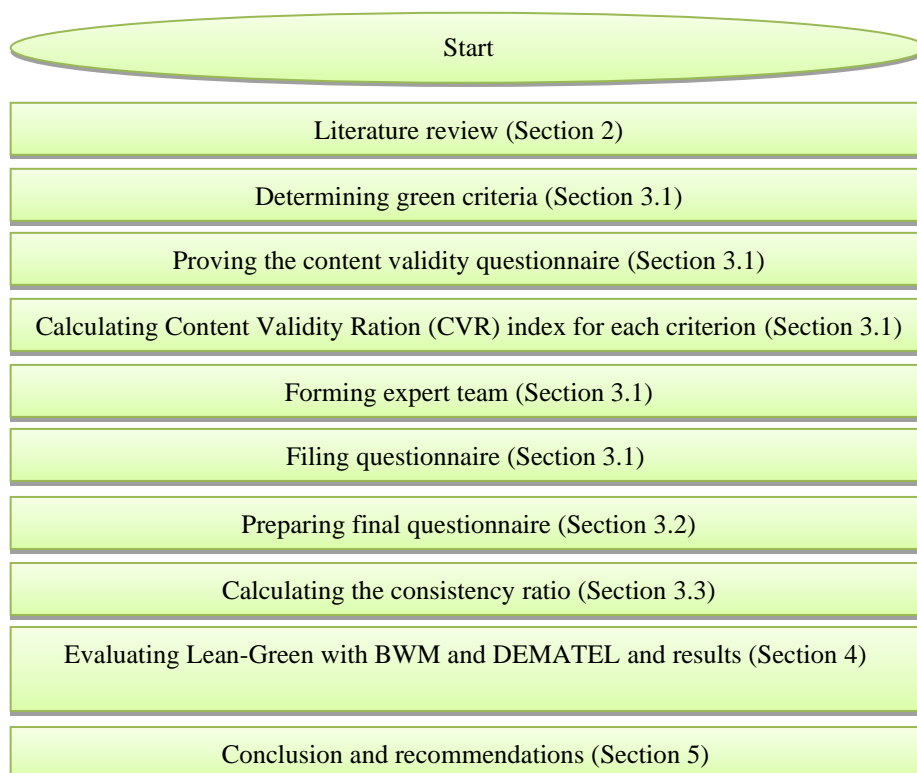 Start
Literature review (Section 2)
Determining green criteria (Section 3.1)
Proving the content validity questionnaire (Section 3.1)
Calculating Content Validity Ration (CVR) index for each criterion (Section 3.1)
Forming expert team (Section 3.1)
Filing questionnaire (Section 3.1)
Preparing final questionnaire (Section 3.2)
Calculating the consistency ratio (Section 3.3)
Evaluating Lean-Green with BWM and DEMATEL and results (Section 4)
Conclusion and recommendations (Section 5)